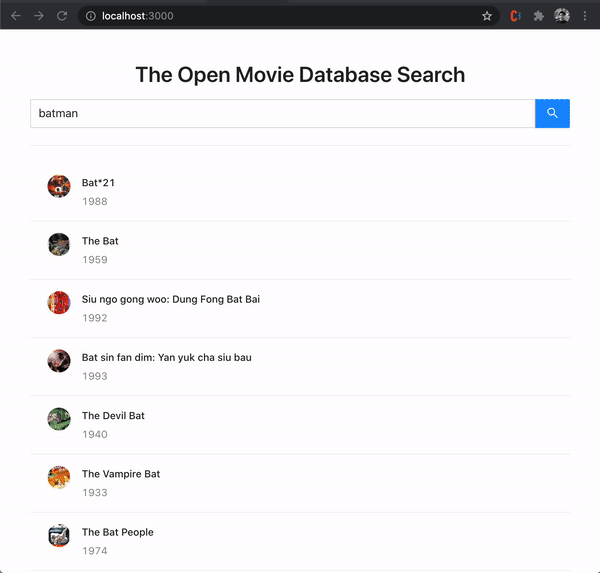 localhost:3000
The Open Movie Database Search
batman
Bat*21
1988
The Bat
1959
Siu ngo gong woo: Dung Fong Bat Bai
1992
Bat sin fan dim: Yan yuk cha siu bau
1993
The Devil Bat
1940
The Vampire Bat
1933
The Bat People
1974